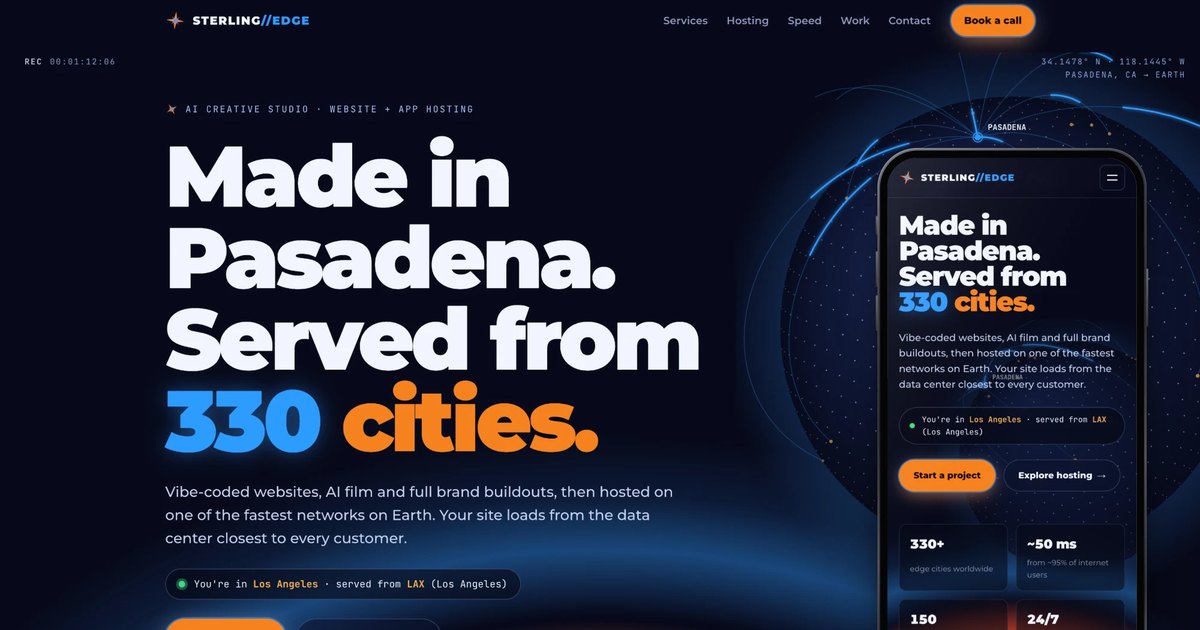 STERLING//EDGE
Services Hosting Speed Work Contact Book a call
REC 00:01:12:06
34.1478° N · 118.1445° W
PASADENA, CA → EARTH
AI CREATIVE STUDIO · WEBSITE + APP HOSTING
Made in
Pasadena.
Served from
330 cities.
Vibe-coded websites, AI film and full brand buildouts, then hosted on
one of the fastest networks on Earth. Your site loads from the data
center closest to every customer.
You're in Los Angeles · served from LAX (Los Angeles)
PASADENA
STERLING//EDGE
Made in
Pasadena.
Served from
330 cities.
Vibe-coded websites, AI film and full brand
buildouts, then hosted on one of the fastest
networks on Earth. Your site loads from the
PASADENA
data center closest to every customer.
You're in Los Angeles · served from LAX
(Los Angeles)
Start a project Explore hosting →
330+
edge cities worldwide
~50 ms
from ~95% of internet
users
150
24/7